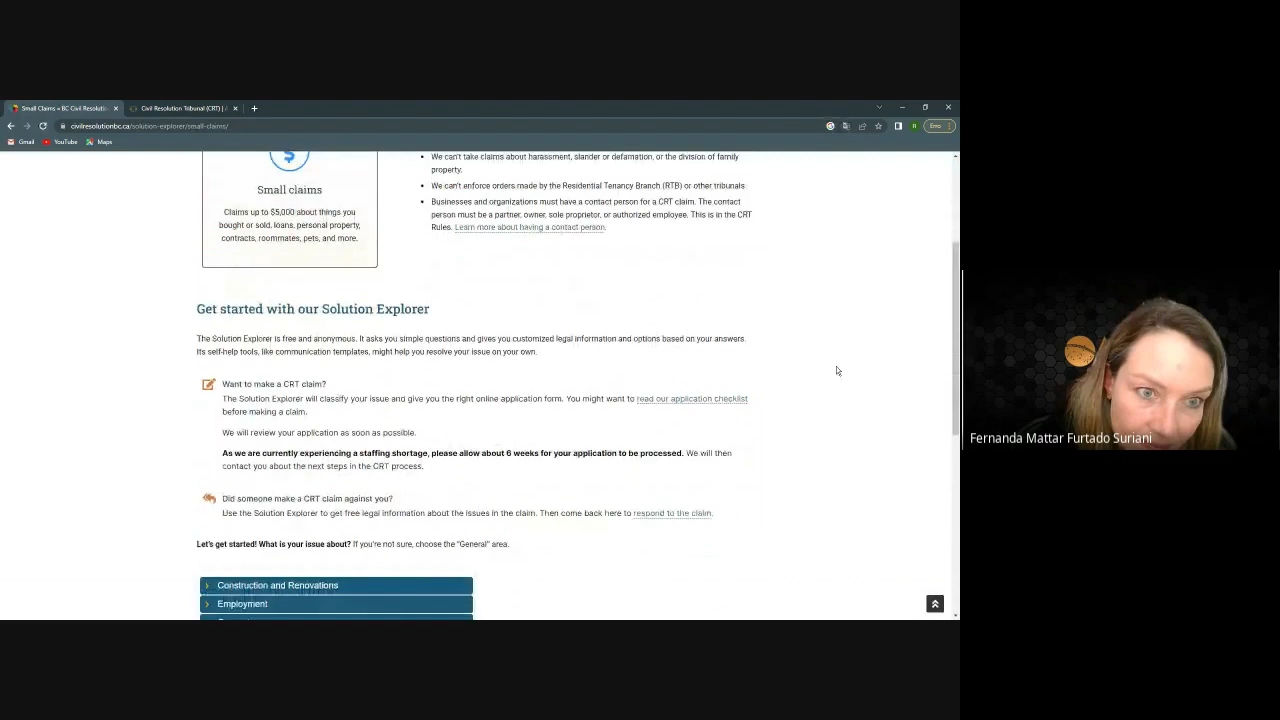 Small Claims « BC Civil Resoluti
Civil Resolution Tribunal (CRT) | A
civilresolutionbc.ca/solution-explorer/small-claims/
Erro
Gmail
YouTube
Maps
$
Small claims
Claims up to $5,000 about things you
bought or sold, loans, personal property,
contracts, roommates, pets, and more.
We can't take claims about harassment, slander or defamation, or the division of family
property.
We can't enforce orders made by the Residential Tenancy Branch (RTB) or other tribunals
Businesses and organizations must have a contact person for a CRT claim. The contact
person must be a partner, owner, sole proprietor, or authorized employee. This is in the CRT
Rules. Learn more about having a contact person.
Get started with our Solution Explorer
The Solution Explorer is free and anonymous. It asks you simple questions and gives you customized legal information and options based on your answers.
Its self-help tools, like communication templates, might help you resolve your issue on your own.
Want to make a CRT claim?
The Solution Explorer will classify your issue and give you the right online application form. You might want to read our application checklist
before making a claim.
We will review your application as soon as possible.
As we are currently experiencing a staffing shortage, please allow about 6 weeks for your application to be processed. We will then
contact you about the next steps in the CRT process.
Did someone make a CRT claim against you?
Use the Solution Explorer to get free legal information about the issues in the claim. Then come back here to respond to the claim.
Let's get started! What is your issue about? If you're not sure, choose the "General" area.
Construction and Renovations
Employment
Fernanda Mattar Furtado Suriani